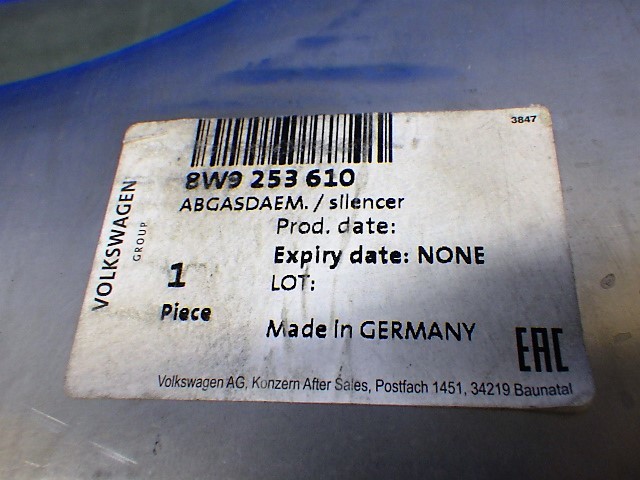 3847
8W9 253 610
ABGASDAEM. / silencer
Prod. date:
Expiry date: NONE
LOT:
1
Piece
Made in GERMANY
VOLKSWAGEN
GROUP
EAC
Volkswagen AG, Konzern After Sales, Postfach 1451, 34219 Baunatal